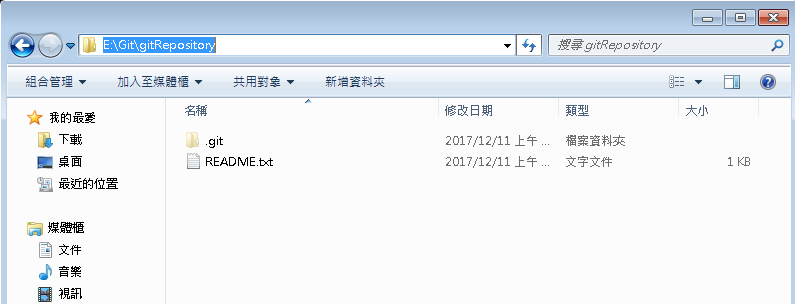 E:\Git\gitRepository
搜尋 gitRepository
組合管理 加入至媒體櫃 共用對象 新增資料夾
名稱 修改日期 類型 大小
我的最愛
下載
桌面
最近的位置
媒體櫃
文件
音樂
視訊
.git 2017/12/11 上午 ... 檔案資料夾
README.txt 2017/12/11 上午 ... 文字文件 1 KB